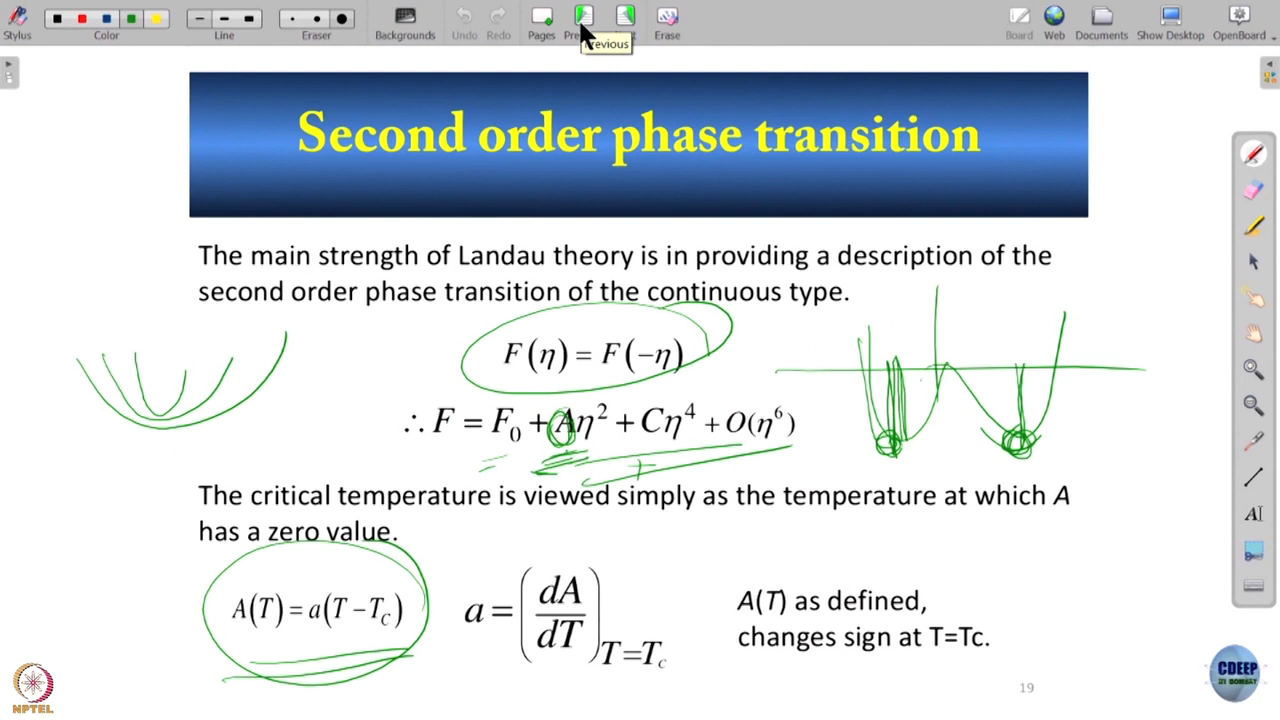 Stylus
Color
Line
Eraser
Backgrounds
Undo
Redo
Pages
Previous
Erase
Board
Web
Documents
Show Desktop
OpenBoard
Second order phase transition
The main strength of Landau theory is in providing a description of the
second order phase transition of the continuous type.
F(η) = F(−η)
∴ F = F₀ + Aη² + Cη⁴ + O(η⁶)
The critical temperature is viewed simply as the temperature at which A
has a zero value.
A(T) = a(T − T_C)
a = (dA/dT)_{T=T_c}
A(T) as defined,
changes sign at T=Tc.
19
NPTEL
CDEEP
IIT BOMBAY